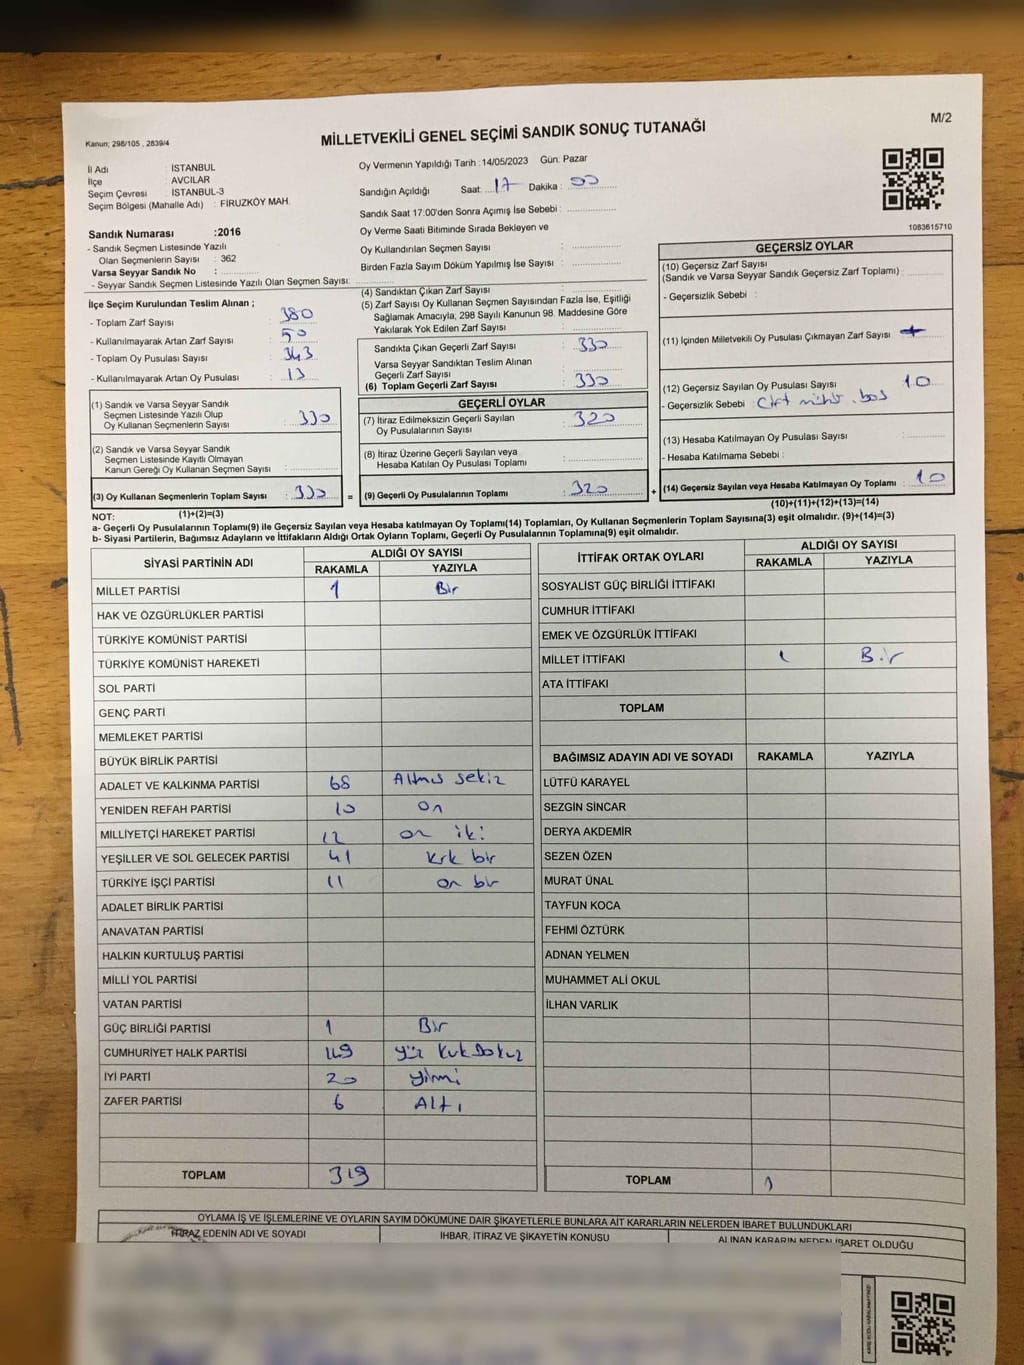 Kanun; 298/105 , 2839/4
MİLLETVEKİLİ GENEL SEÇİMİ SANDIK SONUÇ TUTANAĞI
M/2
İl Adı : İSTANBUL
İlçe : AVCILAR
Seçim Çevresi : İSTANBUL-3
Seçim Bölgesi (Mahalle Adı) : FİRUZKÖY MAH.
Oy Vermenin Yapıldığı Tarih : 14/05/2023 Gün: Pazar
Sandığın Açıldığı Saat: 17 Dakika : 00
Sandık Saat 17:00'den Sonra Açımış İse Sebebi :
Oy Verme Saati Bitiminde Sırada Bekleyen ve
Oy Kullandırılan Seçmen Sayısı :
Birden Fazla Sayım Döküm Yapılmış İse Sayısı :
1083615710
Sandık Numarası :2016
- Sandık Seçmen Listesinde Yazılı
Olan Seçmenlerin Sayısı : 362
Varsa Seyyar Sandık No :
- Seyyar Sandık Seçmen Listesinde Yazılı Olan Seçmen Sayısı:
İlçe Seçim Kurulundan Teslim Alınan ;
- Toplam Zarf Sayısı : 380
- Kullanılmayarak Artan Zarf Sayısı : 50
- Toplam Oy Pusulası Sayısı : 343
- Kullanılmayarak Artan Oy Pusulası : 13
(1) Sandık ve Varsa Seyyar Sandık
Seçmen Listesinde Yazılı Olup
Oy Kullanan Seçmenlerin Sayısı : 330
(2) Sandık ve Varsa Seyyar Sandık
Seçmen Listesinde Kayıtlı Olmayan
Kanun Gereği Oy Kullanan Seçmen Sayısı :
(3) Oy Kullanan Seçmenlerin Toplam Sayısı : 330
(1)+(2)=(3)
(4) Sandıktan Çıkan Zarf Sayısı :
(5) Zarf Sayısı Oy Kullanan Seçmen Sayısından Fazla İse, Eşitliği
Sağlamak Amacıyla; 298 Sayılı Kanunun 98. Maddesine Göre
Yakılarak Yok Edilen Zarf Sayısı :
Sandıkta Çıkan Geçerli Zarf Sayısı : 330
Varsa Seyyar Sandıktan Teslim Alınan
Geçerli Zarf Sayısı :
(6) Toplam Geçerli Zarf Sayısı : 330
GEÇERLİ OYLAR
(7) İtiraz Edilmeksizin Geçerli Sayılan
Oy Pusulalarının Sayısı : 320
(8) İtiraz Üzerine Geçerli Sayılan veya
Hesaba Katılan Oy Pusulası Toplamı :
= (9) Geçerli Oy Pusulalarının Toplamı : 320 +
GEÇERSİZ OYLAR
(10) Geçersiz Zarf Sayısı
(Sandık ve Varsa Seyyar Sandık Geçersiz Zarf Toplamı) :
- Geçersizlik Sebebi :
(11) İçinden Milletvekili Oy Pusulası Çıkmayan Zarf Sayısı :
(12) Geçersiz Sayılan Oy Pusulası Sayısı : 10
- Geçersizlik Sebebi : Çift mühür. boş
(13) Hesaba Katılmayan Oy Pusulası Sayısı :
- Hesaba Katılmama Sebebi :
(14) Geçersiz Sayılan veya Hesaba Katılmayan Oy Toplamı : 10
(10)+(11)+(12)+(13)=(14)
NOT:
a- Geçerli Oy Pusulalarının Toplamı(9) ile Geçersiz Sayılan veya Hesaba katılmayan Oy Toplamı(14) Toplamları, Oy Kullanan Seçmenlerin Toplam Sayısına(3) eşit olmalıdır. (9)+(14)=(3)
b- Siyasi Partilerin, Bağımsız Adayların ve İttifakların Aldığı Ortak Oyların Toplamı, Geçerli Oy Pusulalarının Toplamına(9) eşit olmalıdır.
SİYASİ PARTİNİN ADI ALDIĞI OY SAYISI
RAKAMLA YAZIYLA
MİLLET PARTİSİ 1 Bir
HAK VE ÖZGÜRLÜKLER PARTİSİ
TÜRKİYE KOMÜNİST PARTİSİ
TÜRKİYE KOMÜNİST HAREKETİ
SOL PARTİ
GENÇ PARTİ
MEMLEKET PARTİSİ
BÜYÜK BİRLİK PARTİSİ
ADALET VE KALKINMA PARTİSİ 68 Altmış sekiz
YENİDEN REFAH PARTİSİ 10 On
MİLLİYETÇİ HAREKET PARTİSİ 12 on iki
YEŞİLLER VE SOL GELECEK PARTİSİ 41 Kırk bir
TÜRKİYE İŞÇİ PARTİSİ 11 on bir
ADALET BİRLİK PARTİSİ
ANAVATAN PARTİSİ
HALKIN KURTULUŞ PARTİSİ
MİLLİ YOL PARTİSİ
VATAN PARTİSİ
GÜÇ BİRLİĞİ PARTİSİ 1 Bir
CUMHURİYET HALK PARTİSİ 149 yüz kırk Dokuz
İYİ PARTİ 20 yirmi
ZAFER PARTİSİ 6 Altı
TOPLAM 319
İTTİFAK ORTAK OYLARI ALDIĞI OY SAYISI
RAKAMLA YAZIYLA
SOSYALİST GÜÇ BİRLİĞİ İTTİFAKI
CUMHUR İTTİFAKI
EMEK VE ÖZGÜRLÜK İTTİFAKI
MİLLET İTTİFAKI 1 Bir
ATA İTTİFAKI
TOPLAM
BAĞIMSIZ ADAYIN ADI VE SOYADI RAKAMLA YAZIYLA
LÜTFÜ KARAYEL
SEZGİN SİNCAR
DERYA AKDEMİR
SEZEN ÖZEN
MURAT ÜNAL
TAYFUN KOCA
FEHMİ ÖZTÜRK
ADNAN YELMEN
MUHAMMET ALİ OKUL
İLHAN VARLIK
TOPLAM 1
OYLAMA İŞ VE İŞLEMLERİNE VE OYLARIN SAYIM DÖKÜMÜNE DAİR ŞİKAYETLERLE BUNLARA AİT KARARLARIN NELERDEN İBARET BULUNDUKLARI
İTİRAZ EDENİN ADI VE SOYADI İHBAR, İTİRAZ VE ŞİKAYETİN KONUSU ALINAN KARARIN NEDEN İBARET OLDUĞU